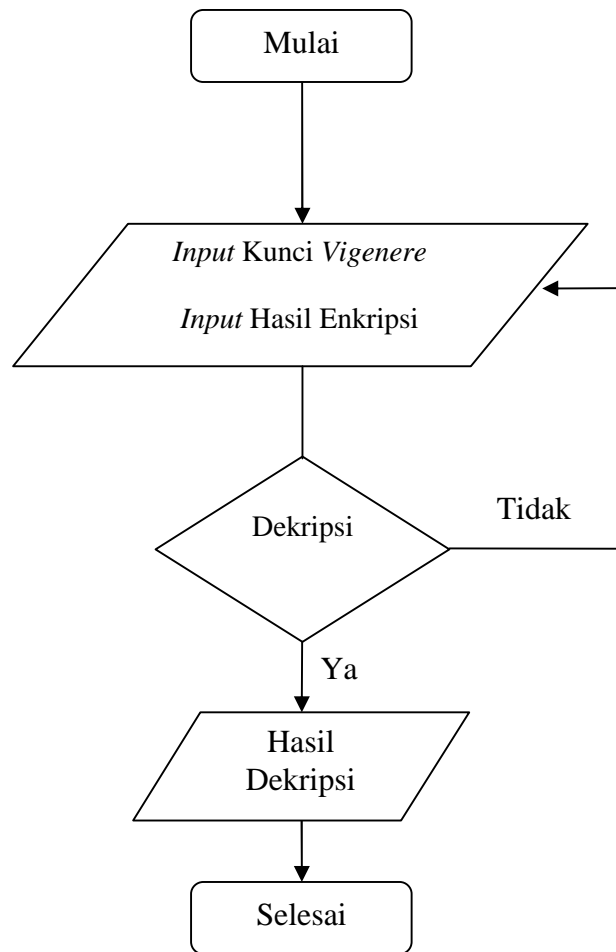 Mulai
Input Kunci Vigenere
Input Hasil Enkripsi
Dekripsi
Tidak
Ya
Hasil
Dekripsi
Selesai